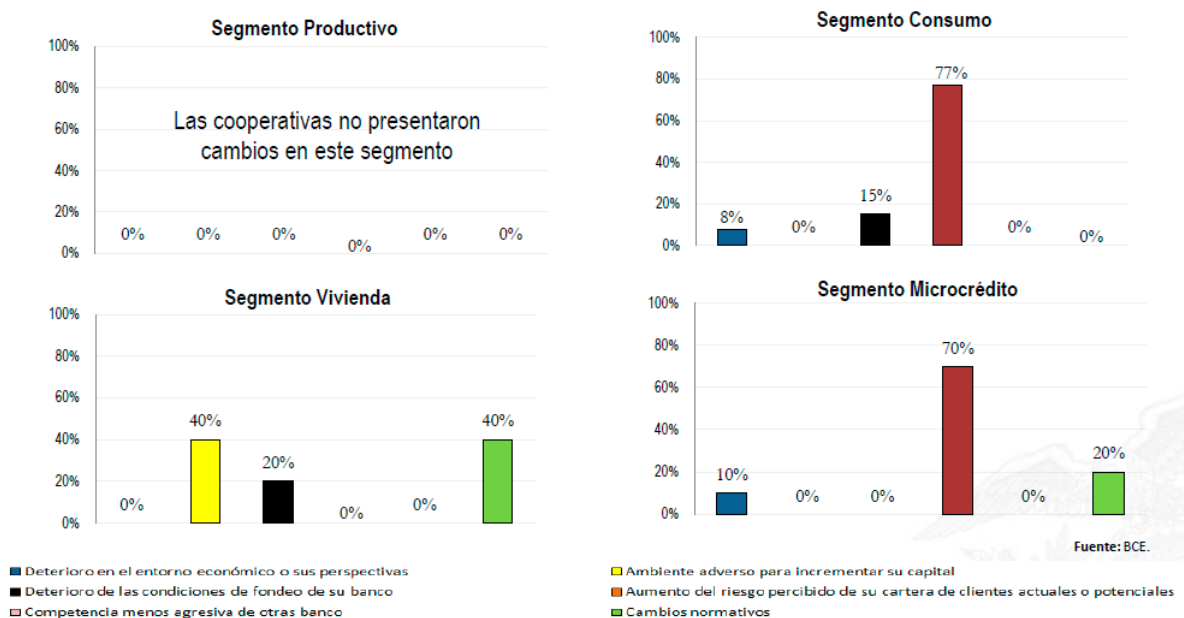 Segmento Productivo
100%
80%
60%
40%
20%
0%
Las cooperativas no presentaron
cambios en este segmento
0% 0% 0% 0% 0% 0%
Segmento Consumo
100%
80%
60%
40%
20%
0%
8% 0% 15% 77% 0% 0%
Segmento Vivienda
100%
80%
60%
40%
20%
0%
0% 40% 20% 0% 0% 40%
Segmento Microcrédito
100%
80%
60%
40%
20%
0%
10% 0% 0% 70% 0% 20%
Fuente: BCE.
Deterioro en el entorno económico o sus perspectivas
Ambiente adverso para incrementar su capital
Deterioro de las condiciones de fondeo de su banco
Aumento del riesgo percibido de su cartera de clientes actuales o potenciales
Competencia menos agresiva de otras banco
Cambios normativos